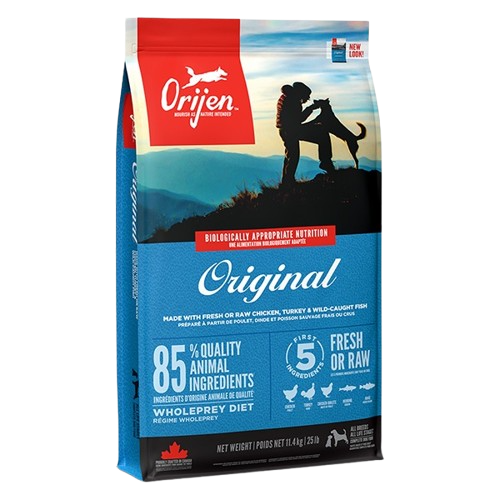 NEW
LOOK!
Orijen
NOURISH AS NATURE INTENDED
BIOLOGICALLY APPROPRIATE NUTRITION
UNE ALIMENTATION BIOLOGIQUEMENT ADAPTÉE
Original
MADE WITH FRESH OR RAW CHICKEN, TURKEY & WILD-CAUGHT FISH
PRÉPARÉ À PARTIR DE POULET, DINDE ET POISSON SAUVAGE FRAIS OU CRUS
85% QUALITY
ANIMAL
INGREDIENTS
INGRÉDIENTS D'ORIGINE ANIMALE DE QUALITÉ
WHOLEPREY DIET
RÉGIME WHOLEPREY
FIRST
5
INGREDIENTS
FRESH
OR RAW
NET WEIGHT | POIDS NET 11.4kg | 25 lb
ALL BREEDS
Original